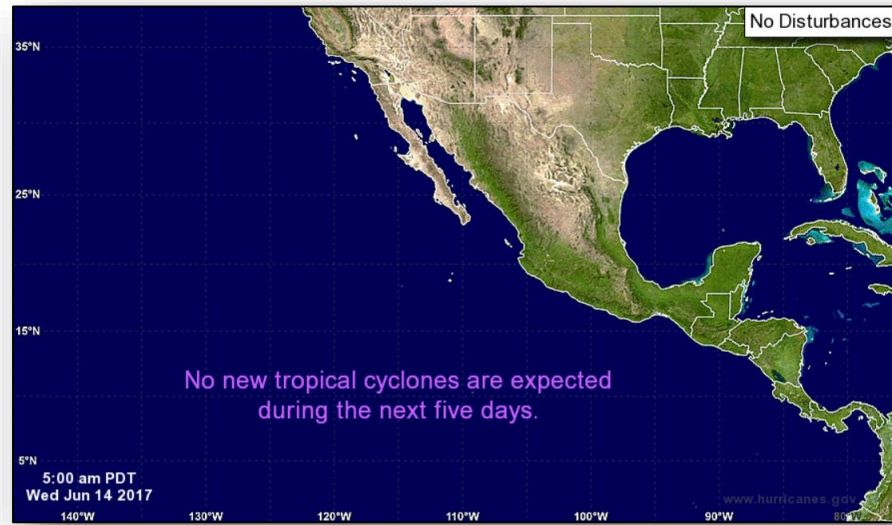 No Disturbances
35°N
25°N
15°N
No new tropical cyclones are expected
during the next five days.
5°N
5:00 am PDT
Wed Jun 14 2017
www.hurricanes.gov
140°W
130°W
120°W
110°W
100°W
90°W
80°W